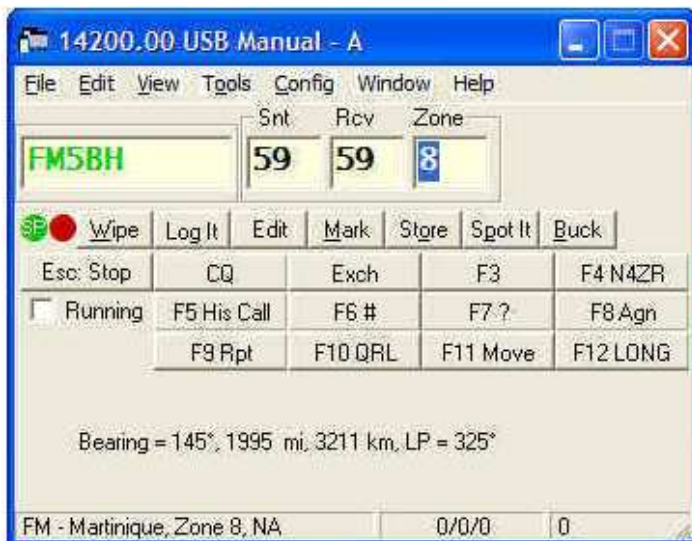 14200.00 USB Manual - A
File Edit View Tools Config Window Help
Snt Rcv Zone
FM5BH 59 59 8
SP Wipe Log It Edit Mark Store Spot It Buck
Esc: Stop CQ Exch F3 F4 N4ZR
Running F5 His Call F6 # F7 ? F8 Agn
F9 Rpt F10 QRL F11 Move F12 LONG
Bearing = 145°, 1995 mi, 3211 km, LP = 325°
FM - Martinique, Zone 8, NA 0/0/0 0